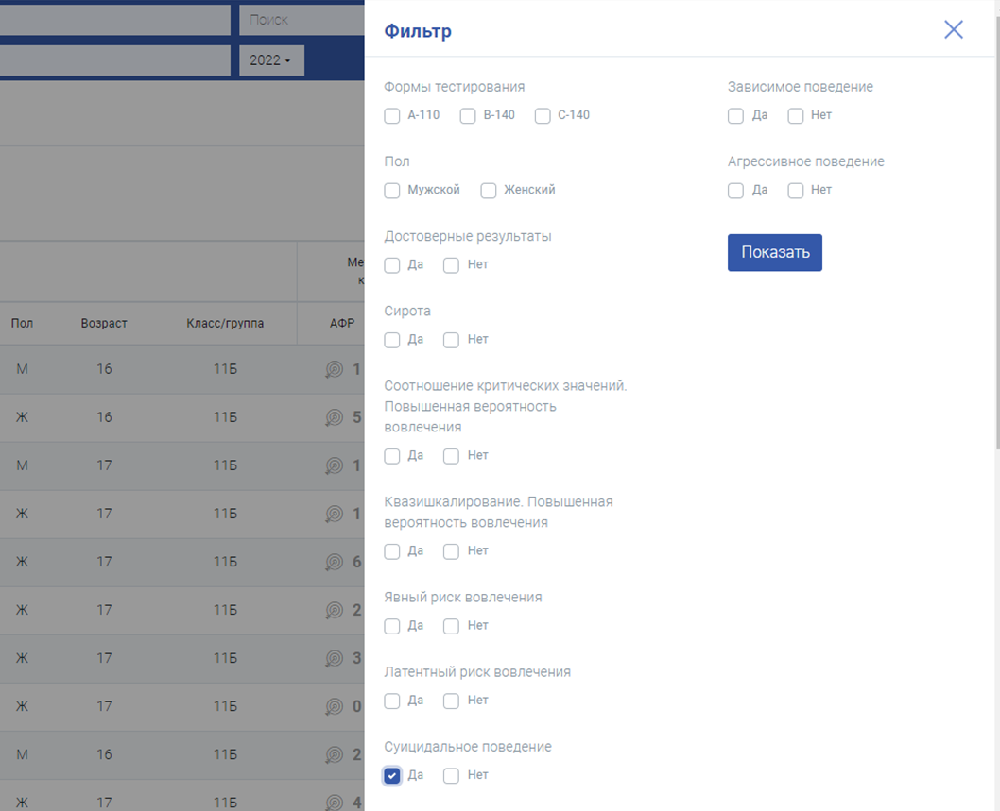 Поиск
2022
Ме
к
Пол Возраст Класс/группа АФР
М 16 11Б 1
Ж 16 11Б 5
М 17 11Б 1
Ж 17 11Б 1
Ж 17 11Б 6
Ж 17 11Б 2
Ж 17 11Б 3
Ж 17 11Б 0
М 16 11Б 2
Ж 17 11Б 4
Фильтр
Формы тестирования
А-110 В-140 С-140
Пол
Мужской Женский
Достоверные результаты
Да Нет
Сирота
Да Нет
Соотношение критических значений.
Повышенная вероятность
вовлечения
Да Нет
Квазишкалирование. Повышенная
вероятность вовлечения
Да Нет
Явный риск вовлечения
Да Нет
Латентный риск вовлечения
Да Нет
Суицидальное поведение
Да Нет
Зависимое поведение
Да Нет
Агрессивное поведение
Да Нет
Показать